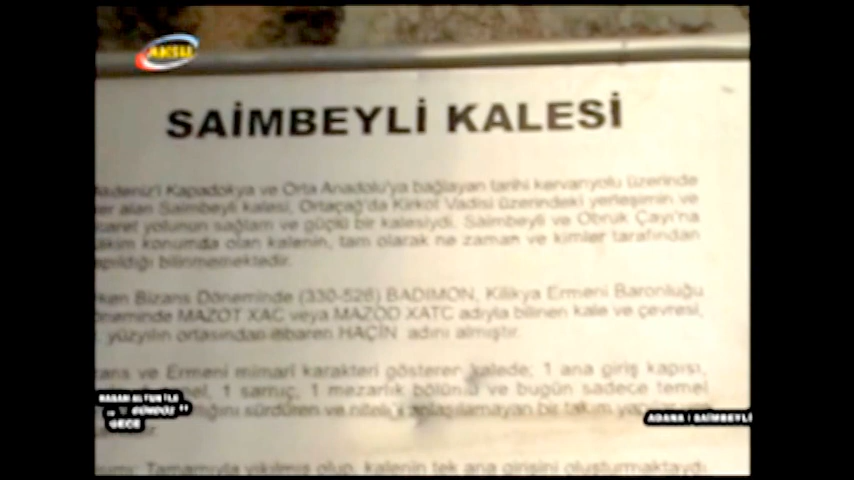 AKSU
SAİMBEYLİ KALESİ
Akdeniz'i Kapadokya ve Orta Anadolu'ya bağlayan tarihi kervanyolu üzerinde
yer alan Saimbeyli kalesi, Ortaçağ'da Kirkot Vadisi üzerindeki yerleşimin ve
ticaret yolunun sağlam ve güçlü bir kalesiydi. Saimbeyli ve Obruk Çayı'na
hakim konumda olan kalenin, tam olarak ne zaman ve kimler tarafından
yapıldığı bilinmemektedir.
Erken Bizans Döneminde (330-526) BADIMON, Kilikya Ermeni Baronluğu
döneminde MAZOT XAC veya MAZOD XATC adıyla bilinen kale ve çevresi,
yüzyılın ortasından itibaren HAÇİN adını almıştır.
Bizans ve Ermeni mimari karakteri gösteren kalede; 1 ana giriş kapısı,
1 sarnıç, 1 mezarlık bölümü ve bugün sadece temel
sürdüren ve niteliği anlaşılamayan bir takım
HASAN ALTUN İLE
GÜNDÜZ
GECE
ADANA / SAİMBEYLİ
Tamamıyla yıkılmış olup, kalenin tek ana girişini oluşturmaktaydı.